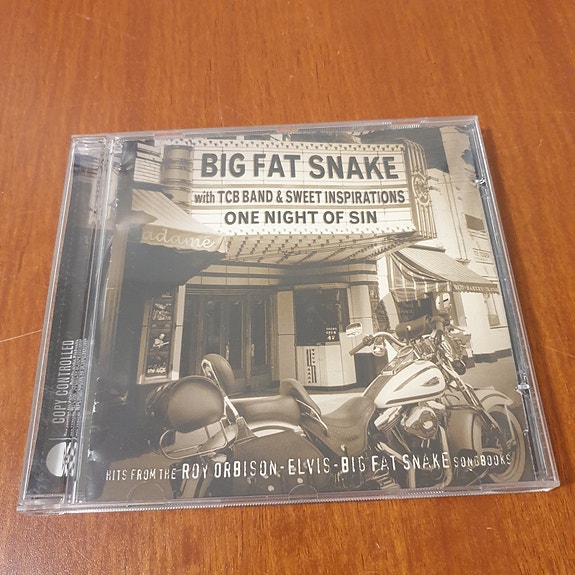 BIG FAT SNAKE
with TCB BAND & SWEET INSPIRATIONS
ONE NIGHT OF SIN
adame
COPY CONTROLLED
HITS FROM THE ROY ORBISON - ELVIS - BIG FAT SNAKE SONGBOOKS